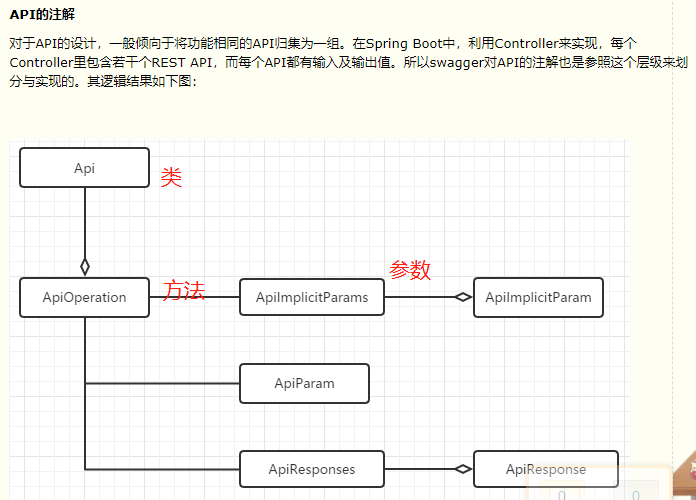 API的注解
对于API的设计，一般倾向于将功能相同的API归集为一组。在Spring Boot中，利用Controller来实现，每个
Controller里包含若干个REST API，而每个API都有输入及输出值。所以swagger对API的注解也是参照这个层级来划
分与实现的。其逻辑结果如下图：
Api
类
参数
ApiOperation
方法
ApiImplicitParams
ApiImplicitParam
ApiParam
ApiResponses
ApiResponse
0
0